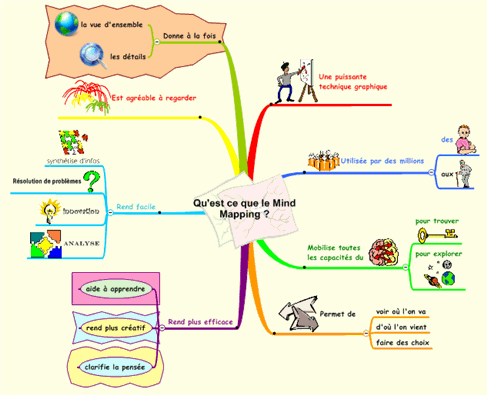 la vue d'ensemble
Donne à la fois
les détails
Est agréable à regarder
synthèse d'infos
Résolution de problèmes
innovation
ANALYSE
Rend facile
aide à apprendre
rend plus créatif
clarifie la pensée
Rend plus efficace
Qu'est ce que le Mind
Mapping ?
Une puissante
technique graphique
Utilisée par des millions
des
aux
Mobilise toutes
les capacités du
pour trouver
pour explorer
Permet de
voir où l'on va
d'où l'on vient
faire des choix